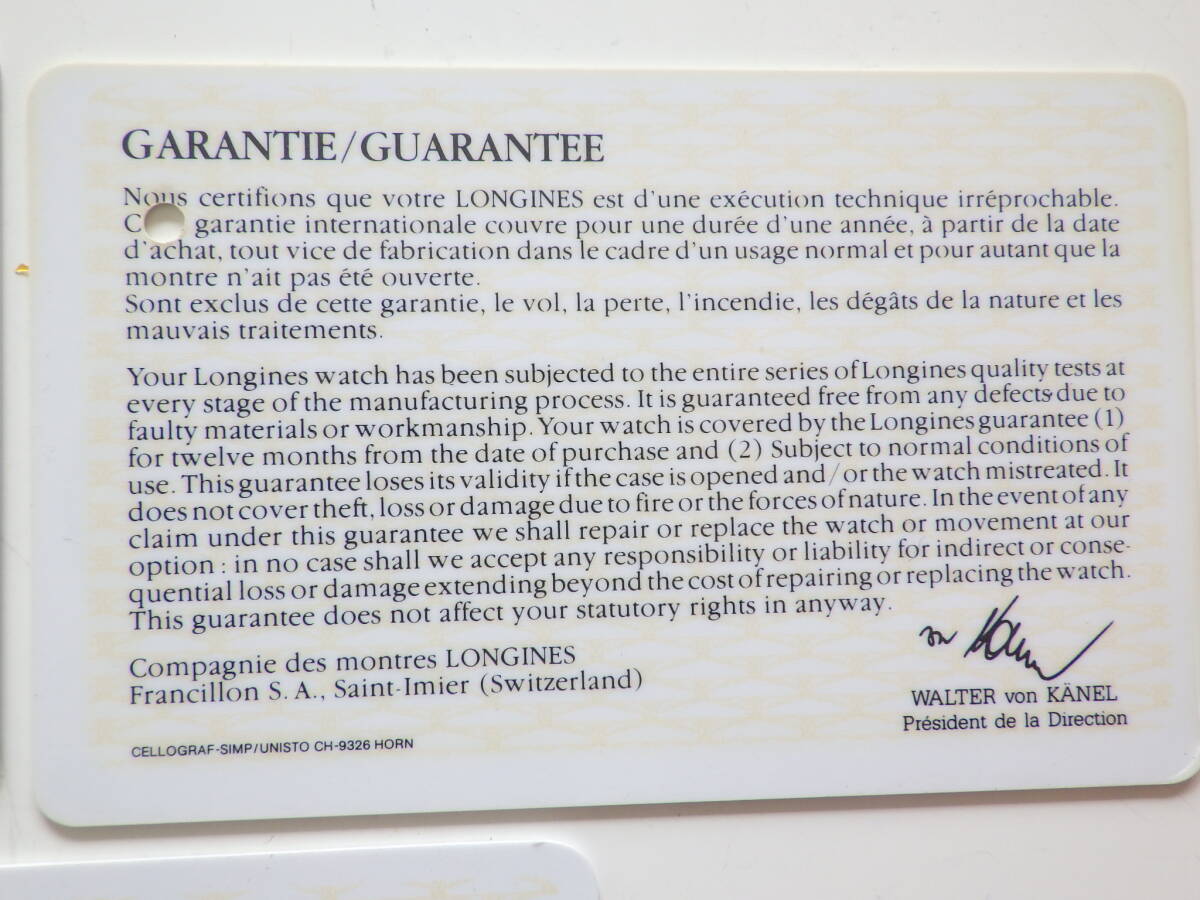 GARANTIE/GUARANTEE
Nous certifions que votre LONGINES est d'une exécution technique irréprochable.
C garantie internationale couvre pour une durée d'une année, à partir de la date
d'achat, tout vice de fabrication dans le cadre d'un usage normal et pour autant que la
montre n'ait pas été ouverte.
Sont exclus de cette garantie, le vol, la perte, l'incendie, les dégâts de la nature et les
mauvais traitements.
Your Longines watch has been subjected to the entire series of Longines quality tests at
every stage of the manufacturing process. It is guaranteed free from any defects due to
faulty materials or workmanship. Your watch is covered by the Longines guarantee (1)
for twelve months from the date of purchase and (2) Subject to normal conditions of
use. This guarantee loses its validity if the case is opened and/or the watch mistreated. It
does not cover theft, loss or damage due to fire or the forces of nature. In the event of any
claim under this guarantee we shall repair or replace the watch or movement at our
option : in no case shall we accept any responsibility or liability for indirect or conse-
quential loss or damage extending beyond the cost of repairing or replacing the watch.
This guarantee does not affect your statutory rights in anyway.
Compagnie des montres LONGINES
Francillon S.A., Saint-Imier (Switzerland)
von Känel
WALTER von KÄNEL
Président de la Direction
CELLOGRAF-SIMP/UNISTO CH-9326 HORN